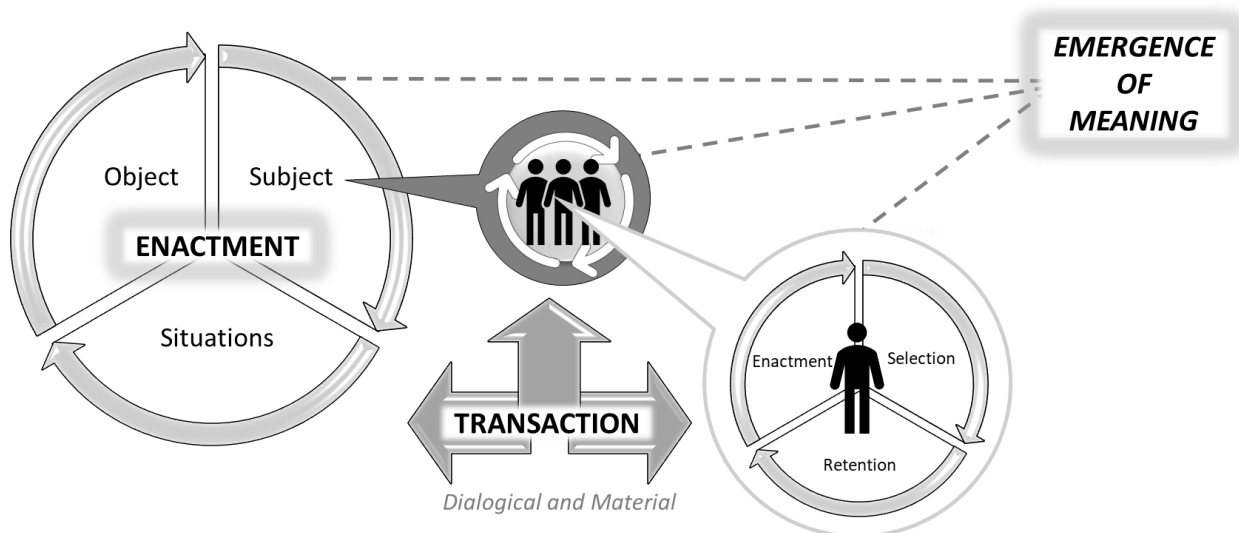 EMERGENCE
OF
MEANING
Object
Subject
ENACTMENT
Situations
Enactment
Selection
Retention
TRANSACTION
Dialogical and Material